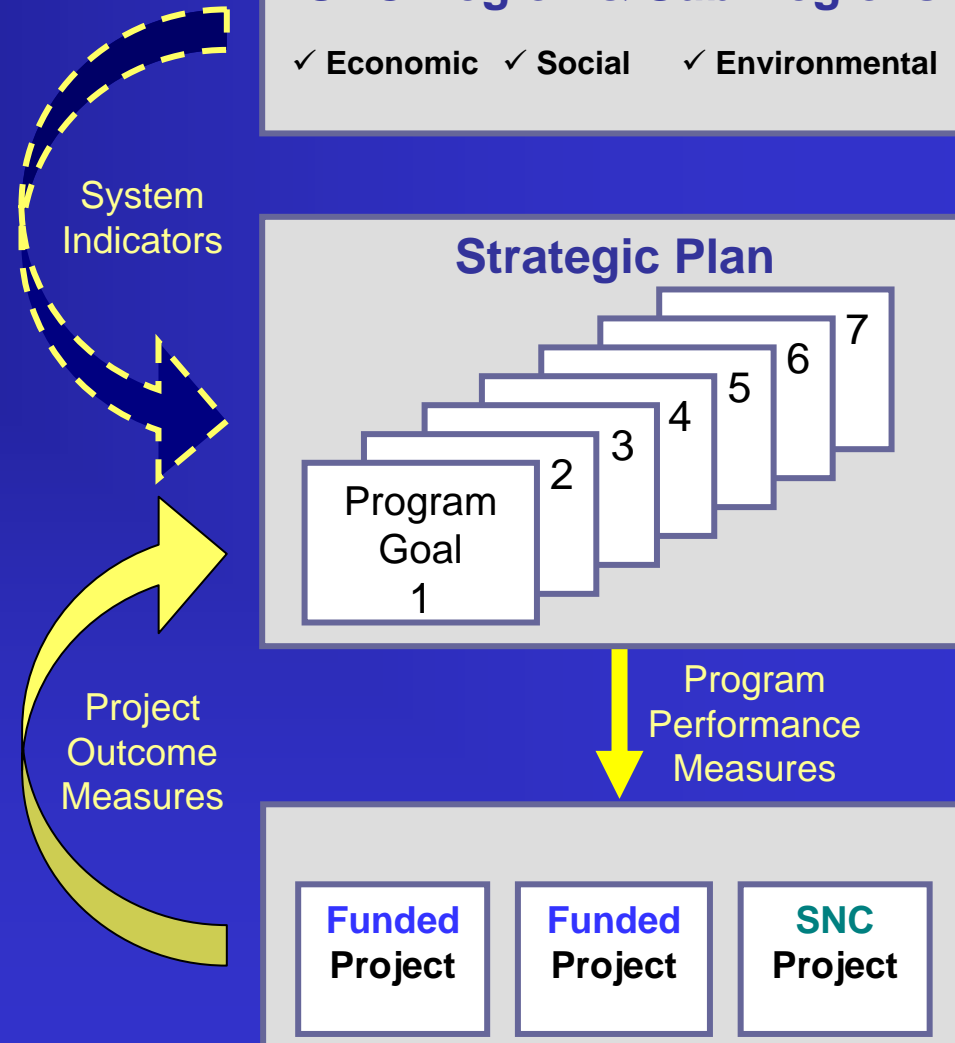 ✓ Economic ✓ Social ✓ Environmental
System
Indicators
Strategic Plan
7
6
5
4
3
2
Program
Goal
1
Project
Outcome
Measures
Program
Performance
Measures
Funded
Project
Funded
Project
SNC
Project